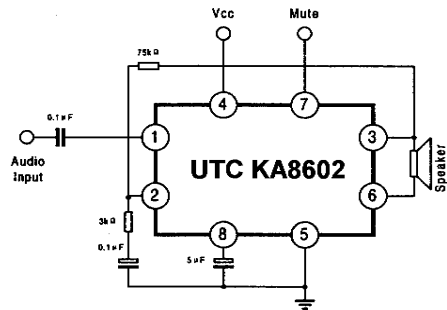 Vcc
Mute
75kΩ
4
7
0.1μF
1
3
Audio
Input
UTC KA8602
Speaker
2
6
3kΩ
0.1μF
8
5μF
5